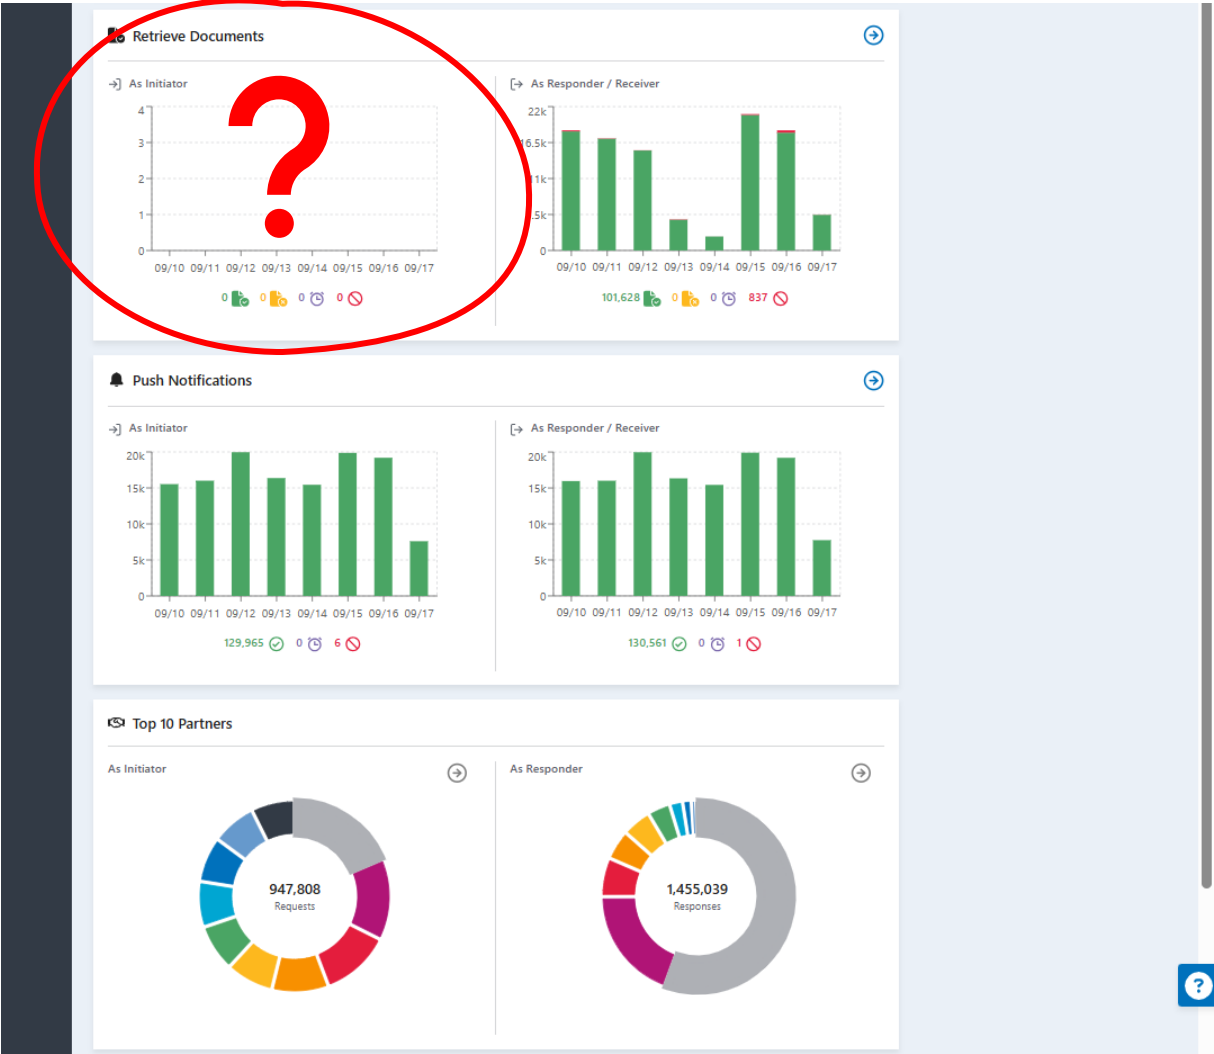 Retrieve Documents
As Initiator
4
3
2
1
0
09/10 09/11 09/12 09/13 09/14 09/15 09/16 09/17
0 0 0 0
?
As Responder / Receiver
22k
6.5k
1k
.5k
0
09/10 09/11 09/12 09/13 09/14 09/15 09/16 09/17
101,628 0 0 837
Push Notifications
As Initiator
20k
15k
10k
5k
0
09/10 09/11 09/12 09/13 09/14 09/15 09/16 09/17
129,965 0 6
As Responder / Receiver
20k
15k
10k
5k
0
09/10 09/11 09/12 09/13 09/14 09/15 09/16 09/17
130,561 0 1
Top 10 Partners
As Initiator
947,808
Requests
As Responder
1,455,039
Responses
?